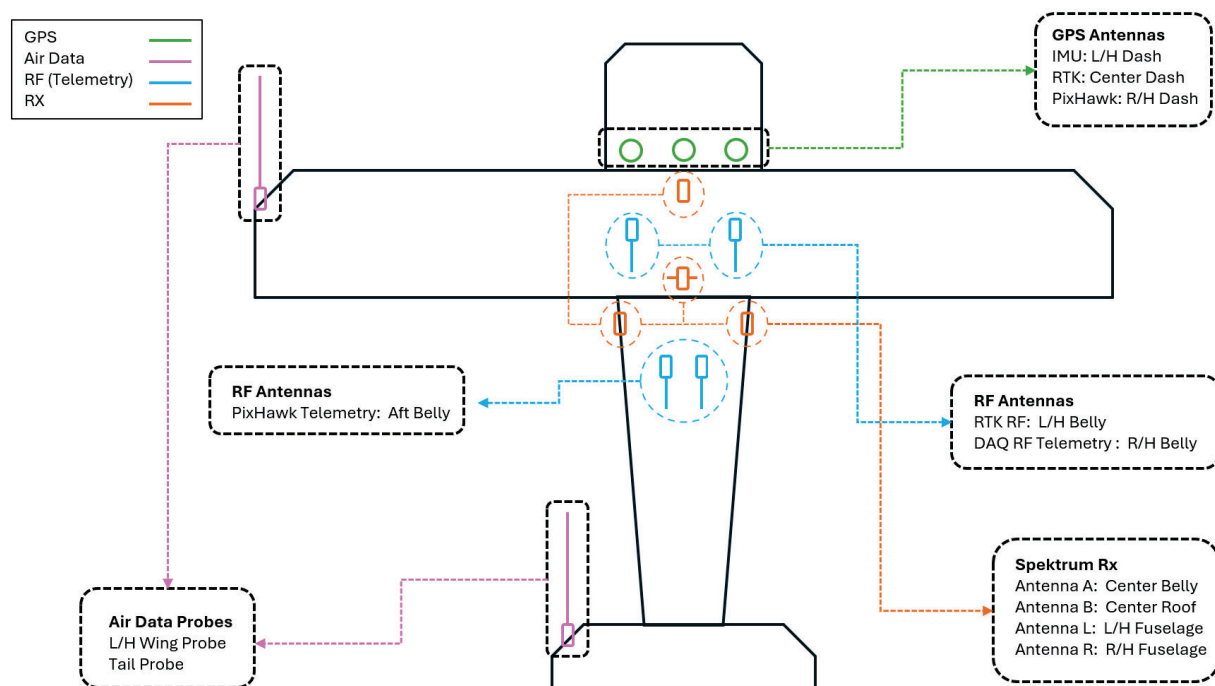 GPS
Air Data
RF (Telemetry)
RX
GPS Antennas
IMU: L/H Dash
RTK: Center Dash
PixHawk: R/H Dash
RF Antennas
PixHawk Telemetry: Aft Belly
RF Antennas
RTK RF: L/H Belly
DAQ RF Telemetry : R/H Belly
Air Data Probes
L/H Wing Probe
Tail Probe
Spektrum Rx
Antenna A: Center Belly
Antenna B: Center Roof
Antenna L: L/H Fuselage
Antenna R: R/H Fuselage